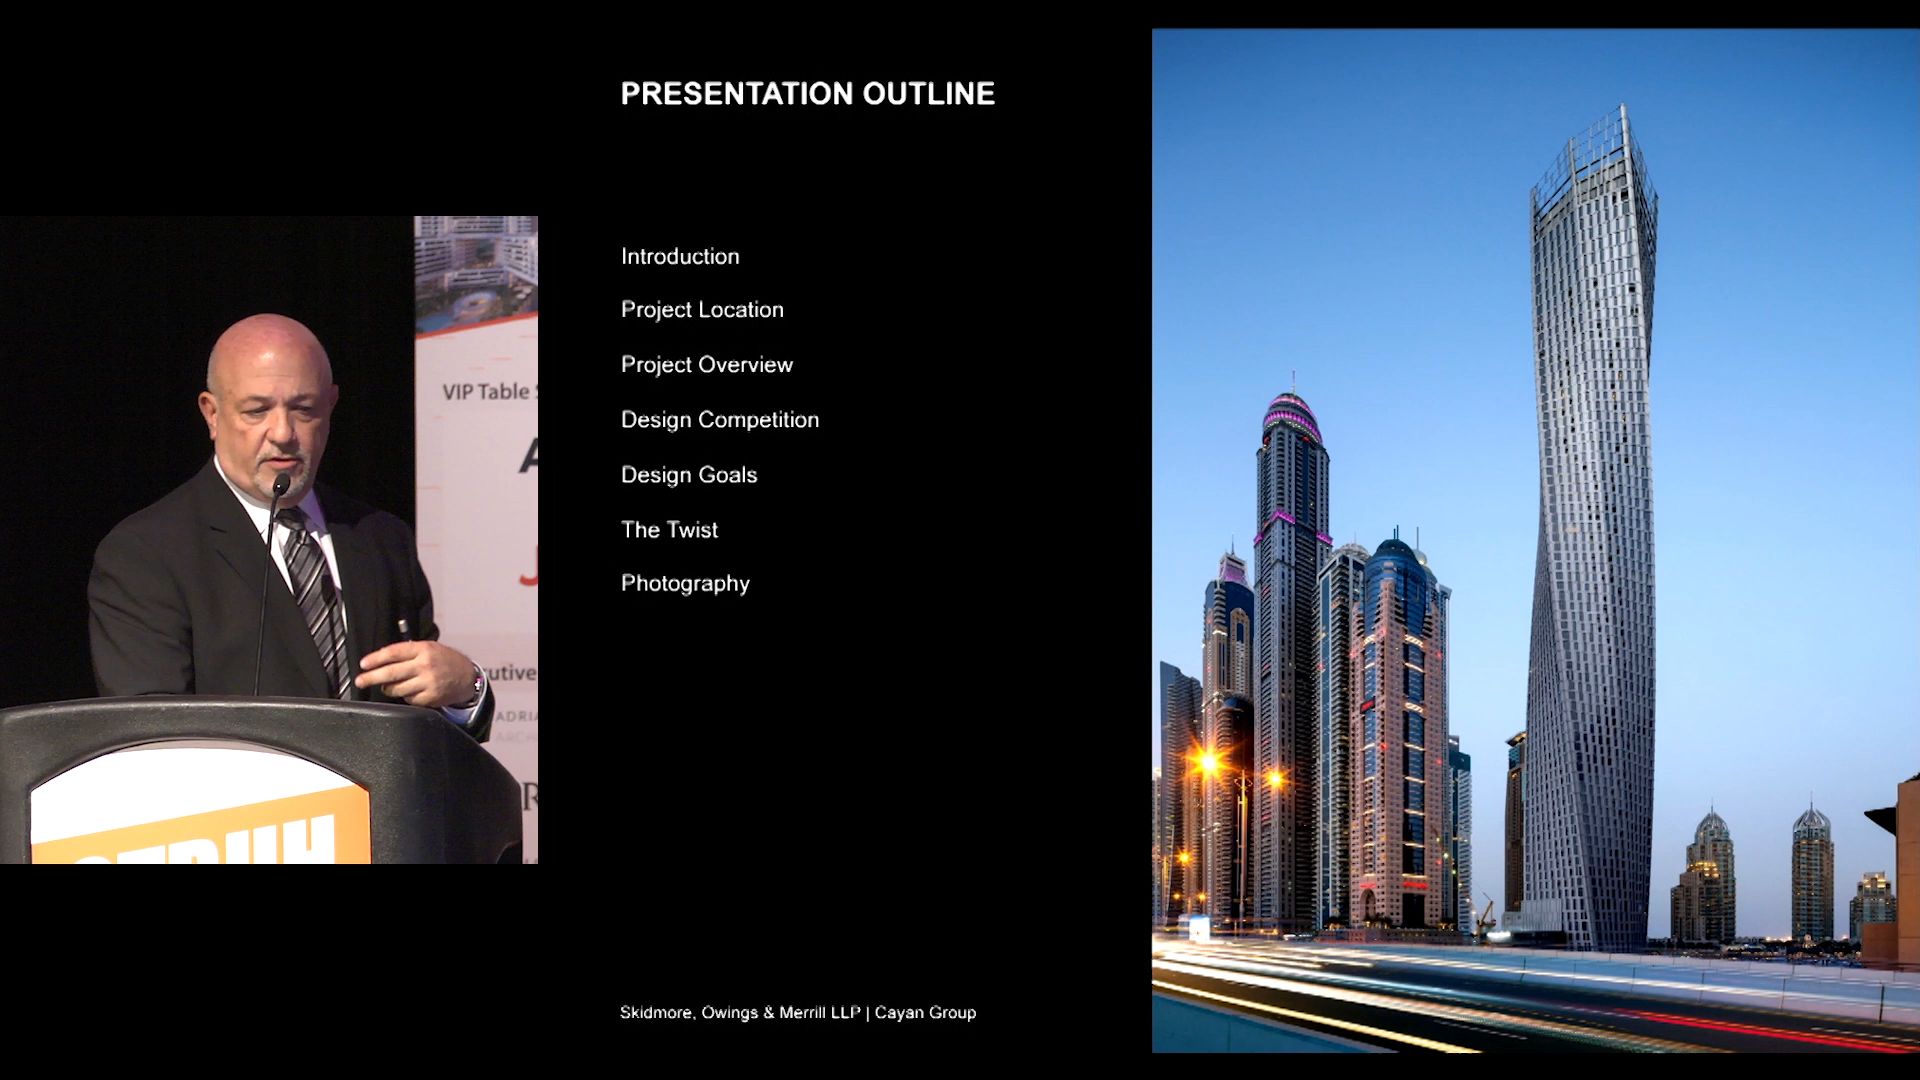 PRESENTATION OUTLINE
Introduction
Project Location
Project Overview
Design Competition
Design Goals
The Twist
Photography
Skidmore, Owings & Merrill LLP | Cayan Group
VIP Table
ADRIA